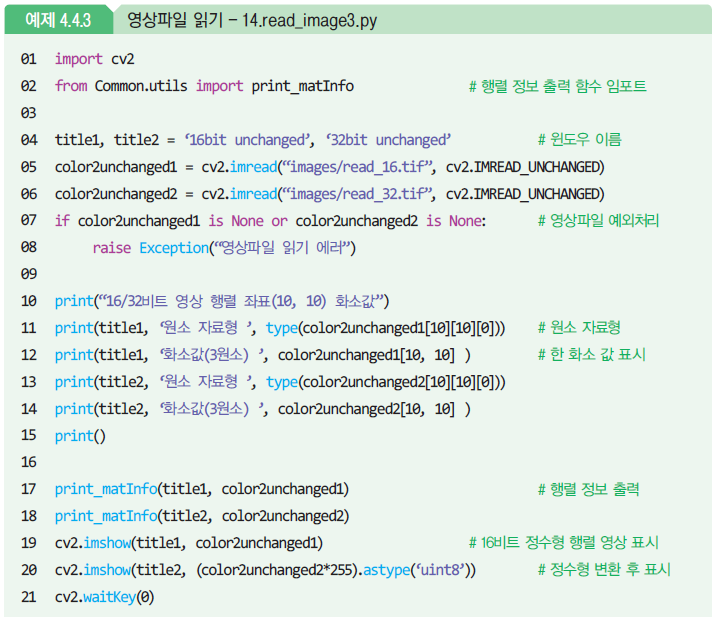 예제 4.4.3 영상파일 읽기 – 14.read_image3.py
01 import cv2
02 from Common.utils import print_matInfo # 행렬 정보 출력 함수 임포트
03
04 title1, title2 = ‘16bit unchanged’, ‘32bit unchanged’ # 윈도우 이름
05 color2unchanged1 = cv2.imread(“images/read_16.tif”, cv2.IMREAD_UNCHANGED)
06 color2unchanged2 = cv2.imread(“images/read_32.tif”, cv2.IMREAD_UNCHANGED)
07 if color2unchanged1 is None or color2unchanged2 is None: # 영상파일 예외처리
08 raise Exception(“영상파일 읽기 에러”)
09
10 print(“16/32비트 영상 행렬 좌표(10, 10) 화소값”)
11 print(title1, ‘원소 자료형 ’, type(color2unchanged1[10][10][0])) # 원소 자료형
12 print(title1, ‘화소값(3원소) ’, color2unchanged1[10, 10] ) # 한 화소 값 표시
13 print(title2, ‘원소 자료형 ’, type(color2unchanged2[10][10][0]))
14 print(title2, ‘화소값(3원소) ’, color2unchanged2[10, 10] )
15 print()
16
17 print_matInfo(title1, color2unchanged1) # 행렬 정보 출력
18 print_matInfo(title2, color2unchanged2)
19 cv2.imshow(title1, color2unchanged1) # 16비트 정수형 행렬 영상 표시
20 cv2.imshow(title2, (color2unchanged2*255).astype(‘uint8’)) # 정수형 변환 후 표시
21 cv2.waitKey(0)